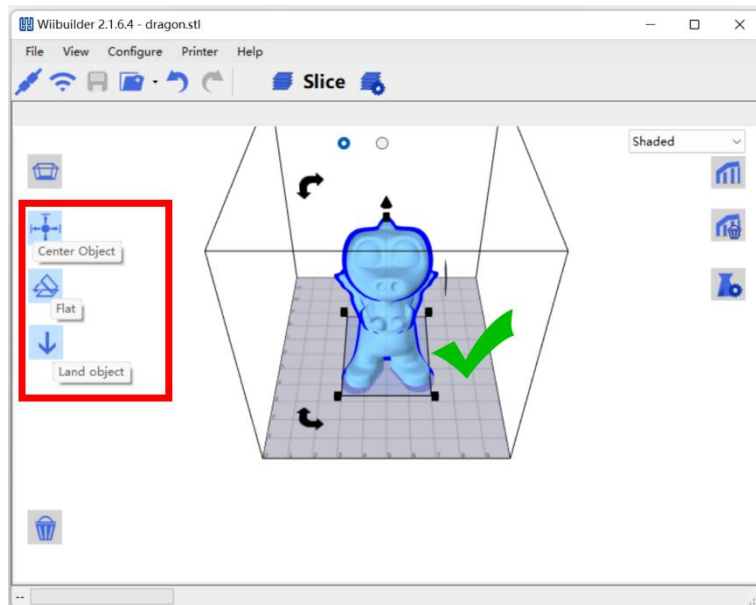 Wiibuilder 2.1.6.4 - dragon.stl
File View Configure Printer Help
Slice
Shaded
Center Object
Flat
Land object
--